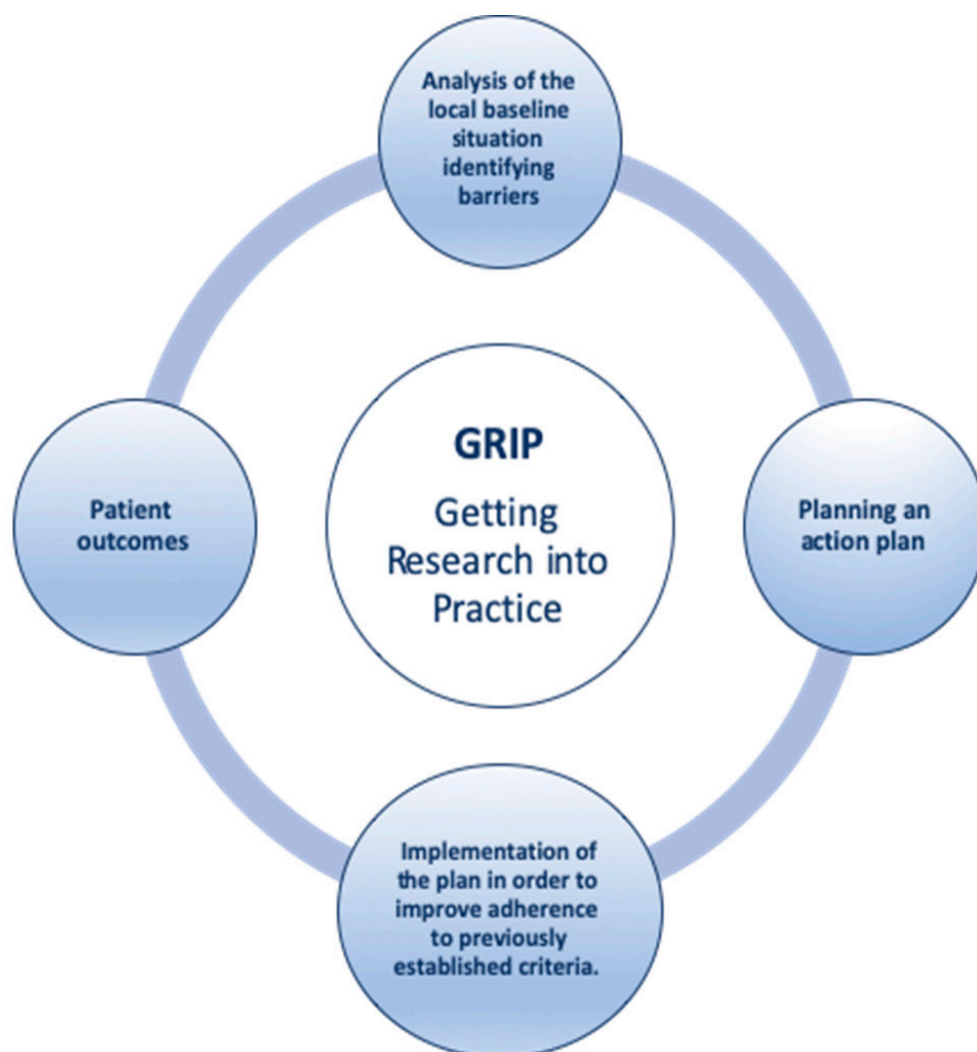 Analysis of the
local baseline
situation
identifying
barriers
GRIP
Getting
Research into
Practice
Patient
outcomes
Planning an
action plan
Implementation of
the plan in order to
improve adherence
to previously
established criteria.